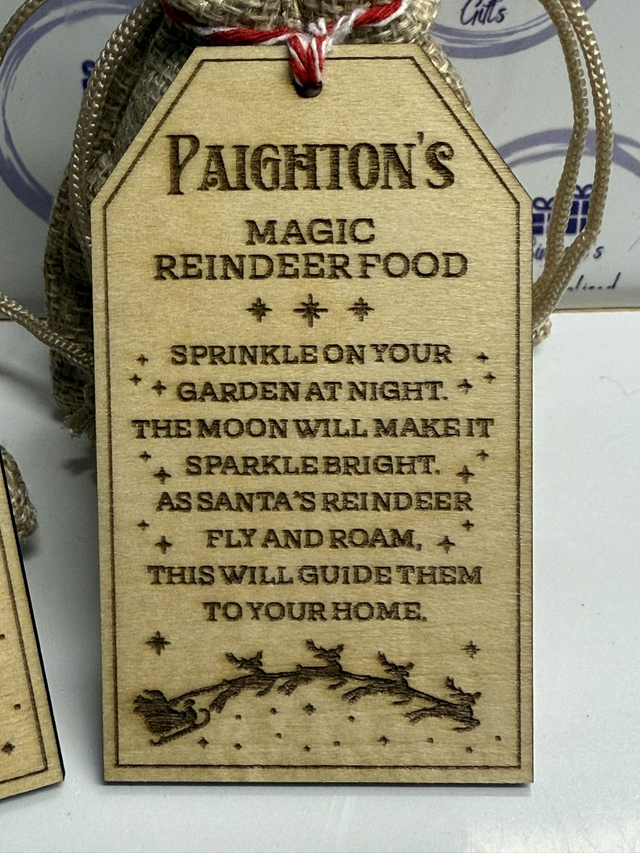 Gifts
PAIGHTON'S
MAGIC
REINDEER FOOD
SPRINKLE ON YOUR
GARDEN AT NIGHT.
THE MOON WILL MAKE IT
SPARKLE BRIGHT.
AS SANTA'S REINDEER
FLY AND ROAM,
THIS WILL GUIDE THEM
TO YOUR HOME.